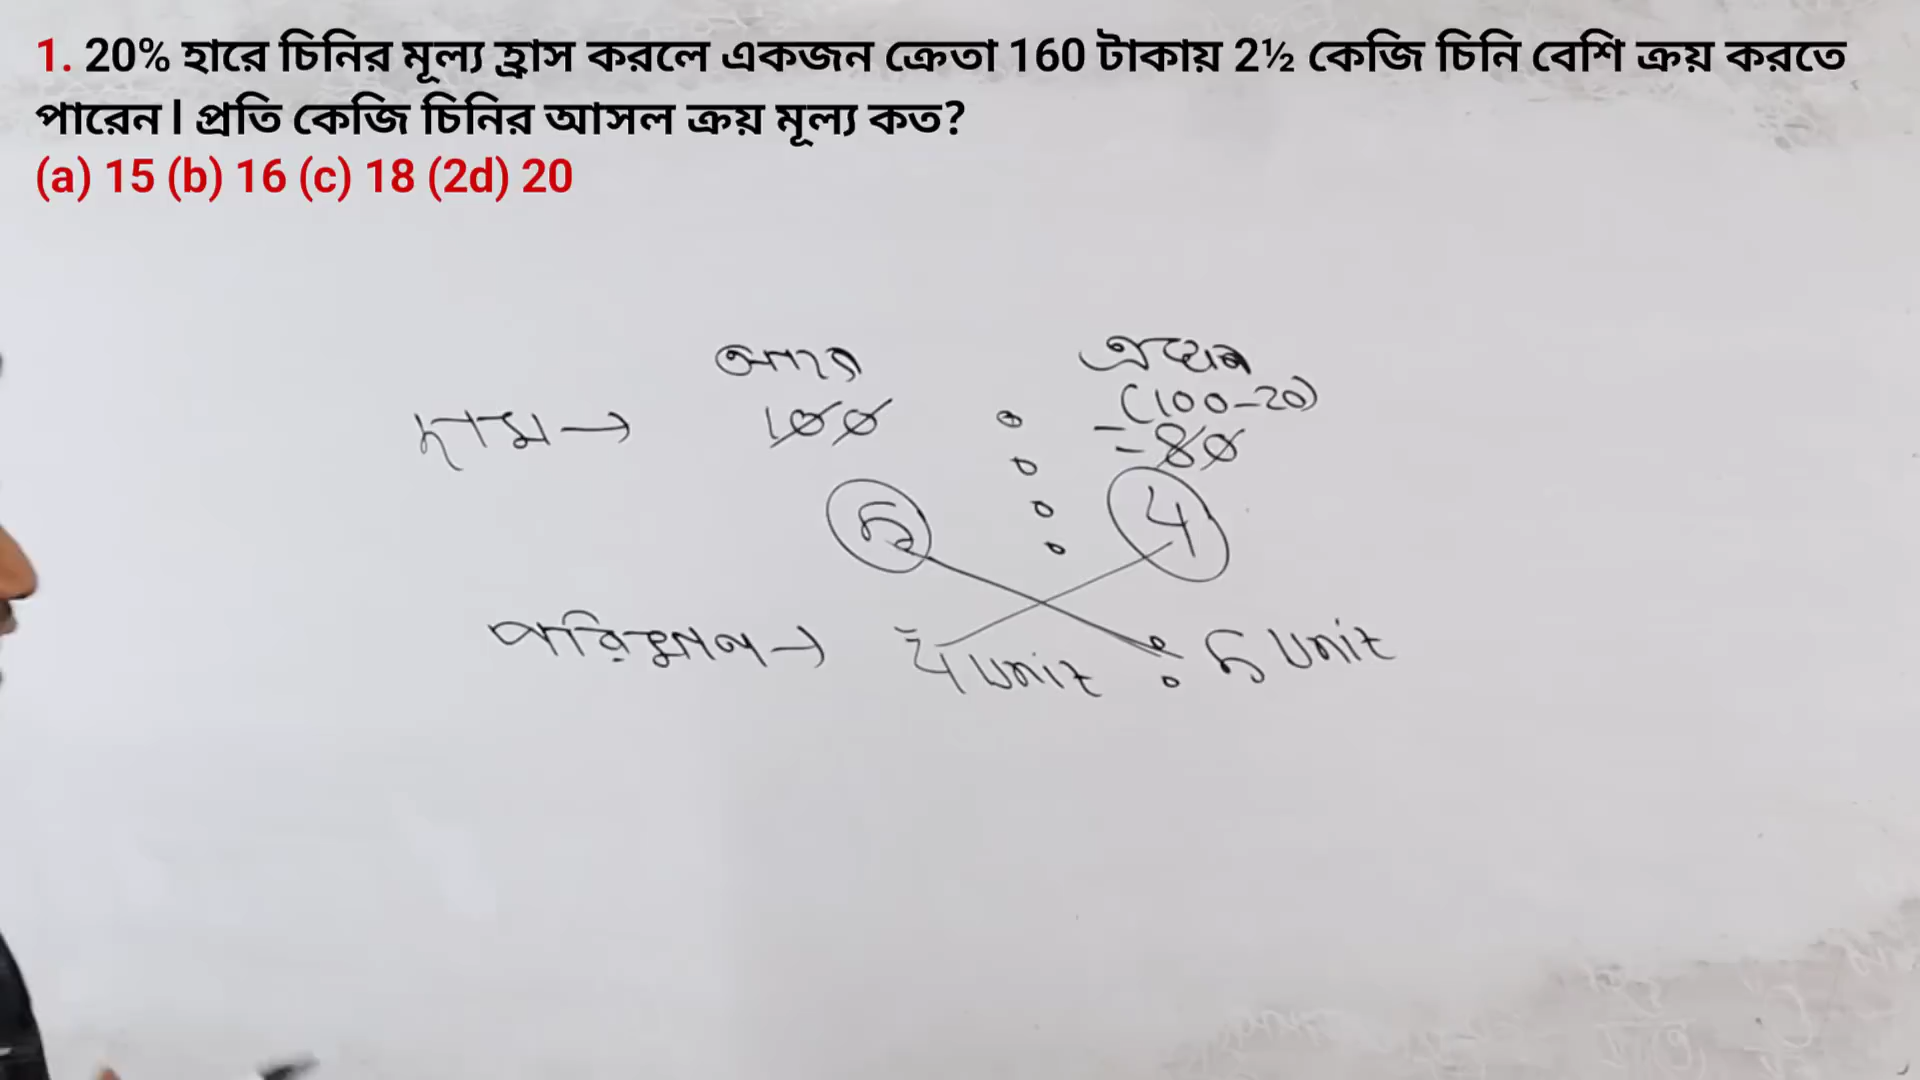 1. 20% হারে চিনির মূল্য হ্রাস করলে একজন ক্রেতা 160 টাকায় 2½ কেজি চিনি বেশি ক্রয় করতে
পারেন। প্রতি কেজি চিনির আসল ক্রয় মূল্য কত?
(a) 15 (b) 16 (c) 18 (2d) 20
আগে এখন
(100-20)
দাম → 100 : = 80
5 : 4
পরিমাণ → 4 unit : 5 unit